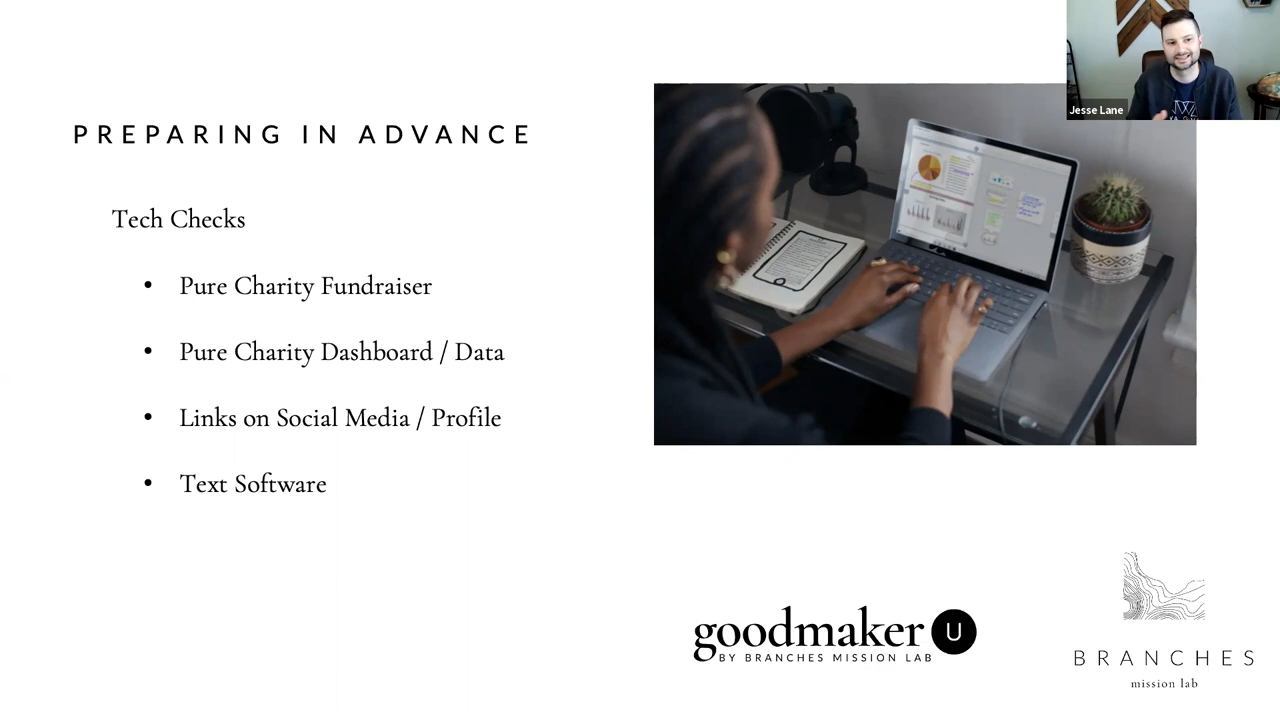 Jesse Lane
PREPARING IN ADVANCE
Tech Checks
• Pure Charity Fundraiser
• Pure Charity Dashboard / Data
• Links on Social Media / Profile
• Text Software
goodmaker U
BY BRANCHES MISSION LAB
BRANCHES
mission lab